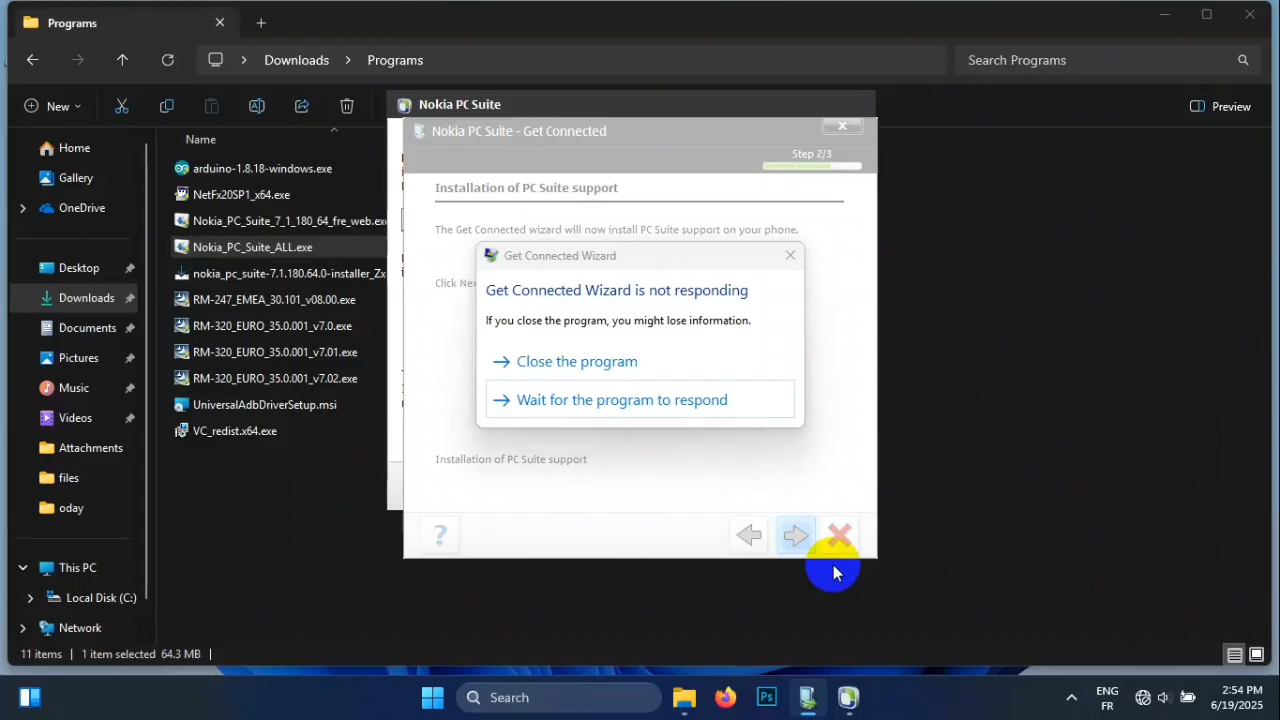 Programs
Downloads
Programs
Search Programs
New
Preview
Nokia PC Suite
Nokia PC Suite - Get Connected
Step 2/3
Name
Home
Gallery
OneDrive
Desktop
Downloads
Documents
Pictures
Music
Videos
Attachments
files
oday
This PC
Local Disk (C:)
Network
arduino-1.8.18-windows.exe
NetFx20SP1_x64.exe
Nokia_PC_Suite_7_1_180_64_fre_web.exe
Nokia_PC_Suite_ALL.exe
nokia_pc_suite-7.1.180.64.0-installer_Zx
RM-247_EMEA_30.101_v08.00.exe
RM-320_EURO_35.0.001_v7.0.exe
RM-320_EURO_35.0.001_v7.01.exe
RM-320_EURO_35.0.001_v7.02.exe
UniversalAdbDriverSetup.msi
VC_redist.x64.exe
Installation of PC Suite support
The Get Connected wizard will now install PC Suite support on your phone.
Click Nex
Get Connected Wizard
Get Connected Wizard is not responding
If you close the program, you might lose information.
Close the program
Wait for the program to respond
Installation of PC Suite support
?
11 items | 1 item selected 64.3 MB |
Search
Ps
ENG
FR
2:54 PM
6/19/2025